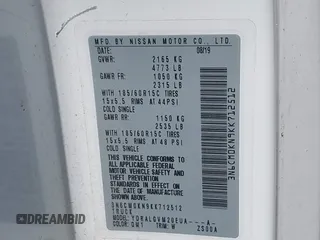 MFD BY NISSAN MOTOR CO., LTD.
DATE: 08/19
GVWR: 2165 KG
4773 LB
GAWR FR: 1050 KG
2315 LB
WITH 185/60R15C TIRES
15x5.5 RIMS AT 44PSI
COLD SINGLE.
GAWR RR: 1150 KG
2535 LB
WITH 185/60R15C TIRES
15x5.5 RIMS AT 48 PSI
COLD SINGLE.
THIS VEHICLE CONFORMS TO ALL
APPLICABLE FEDERAL MOTOR
VEHICLE SAFETY AND THEFT
PREVENTION STANDARDS IN
EFFECT ON THE DATE OF
MANUFACTURE SHOWN ABOVE.
TRUCK
COLOR: QM1 TRIM: W